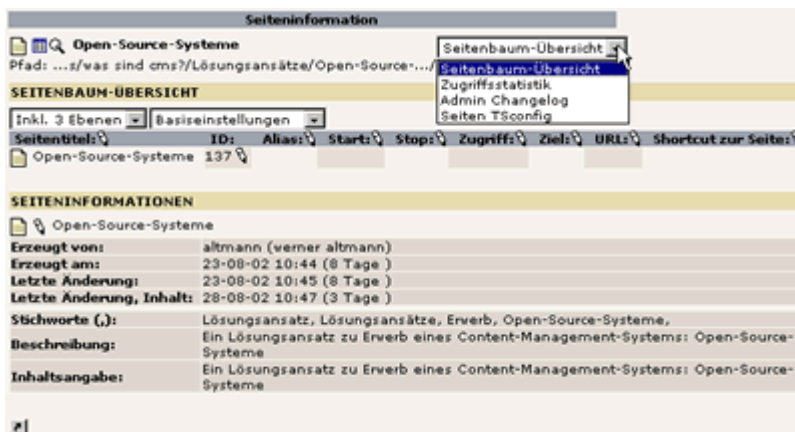 Seiteninformation
Open-Source-Systeme
Seitenbaum-Übersicht
Pfad: ...s/was sind cms?/Lösungsansätze/Open-Source-.../
Seitenbaum-Übersicht
Zugriffsstatistik
Admin Changelog
Seiten TSconfig
SEITENBAUM-ÜBERSICHT
Inkl. 3 Ebenen Basiseinstellungen
Seitentitel: ID: Alias: Start: Stop: Zugriff: Ziel: URL: Shortcut zur Seite:
Open-Source-Systeme 137
SEITENINFORMATIONEN
Open-Source-Systeme
Erzeugt von: altmann (werner altmann)
Erzeugt am: 23-08-02 10:44 (8 Tage )
Letzte Änderung: 23-08-02 10:45 (8 Tage )
Letzte Änderung, Inhalt: 28-08-02 10:47 (3 Tage )
Stichworte (,): Lösungsansatz, Lösungsansätze, Erwerb, Open-Source-Systeme,
Beschreibung: Ein Lösungsansatz zu Erwerb eines Content-Management-Systems: Open-Source-
Systeme
Inhaltsangabe: Ein Lösungsansatz zu Erwerb eines Content-Management-Systems: Open-Source-
Systeme